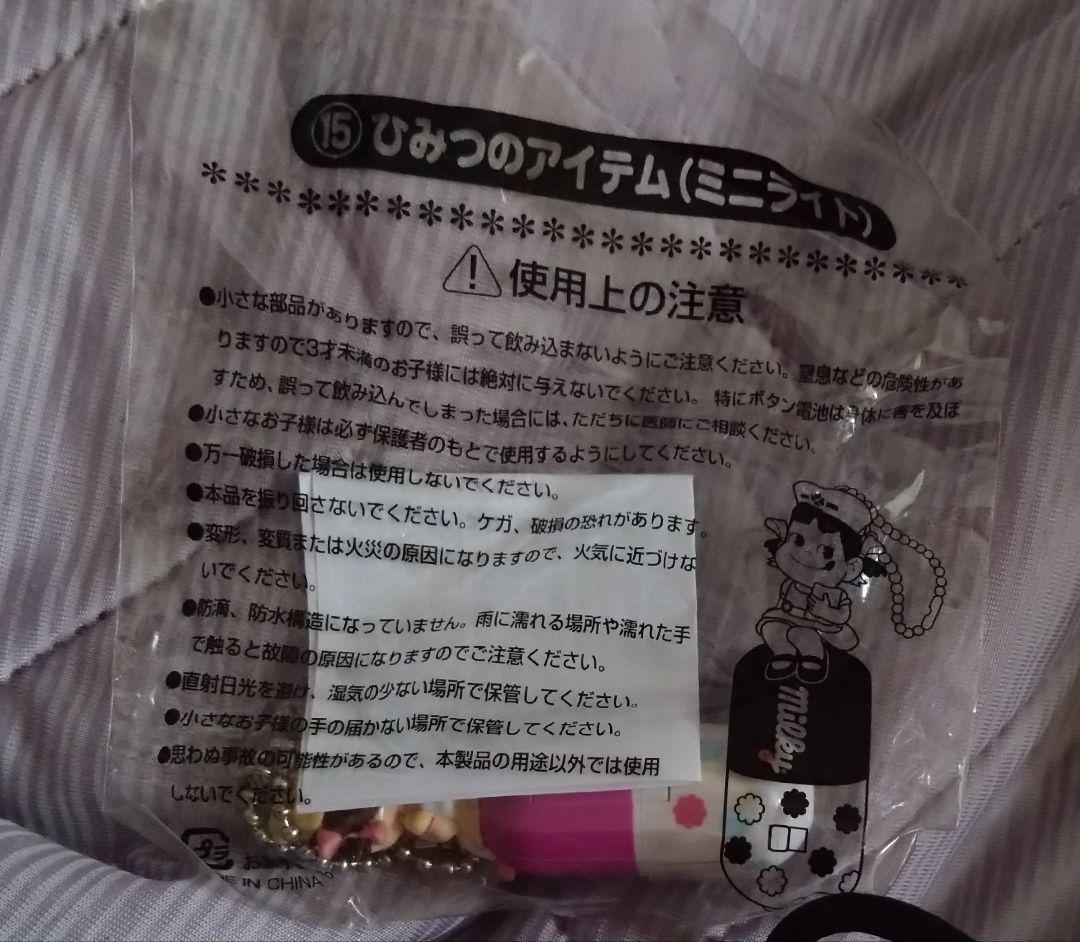 ⑮ひみつのアイテム(ミニライト)
*************************
使用上の注意
●小さな部品がありますので、誤って飲み込まないようにご注意ください。窒息などの危険性があ
りますので3才未満のお子様には絶対に与えないでください。特にボタン電池は身体に害を及ぼ
すため、誤って飲み込んでしまった場合には、ただちに医師にご相談ください。
●小さなお子様は必ず保護者のもとで使用するようにしてください。
●万一破損した場合は使用しないでください。
●本品を振り回さないでください。ケガ、破損の恐れがあります。
●変形、変質または火災の原因になりますので、火気に近づけな
いでください。
●防滴、防水構造になっていません。雨に濡れる場所や濡れた手
で触ると故障の原因になりますのでご注意ください。
●直射日光を避け、湿気の少ない場所で保管してください。
●小さなお子様の手の届かない場所で保管してください。
●思わぬ事故の可能性があるので、本製品の用途以外では使用
しないでください。
milky
プラ
IN CHINA